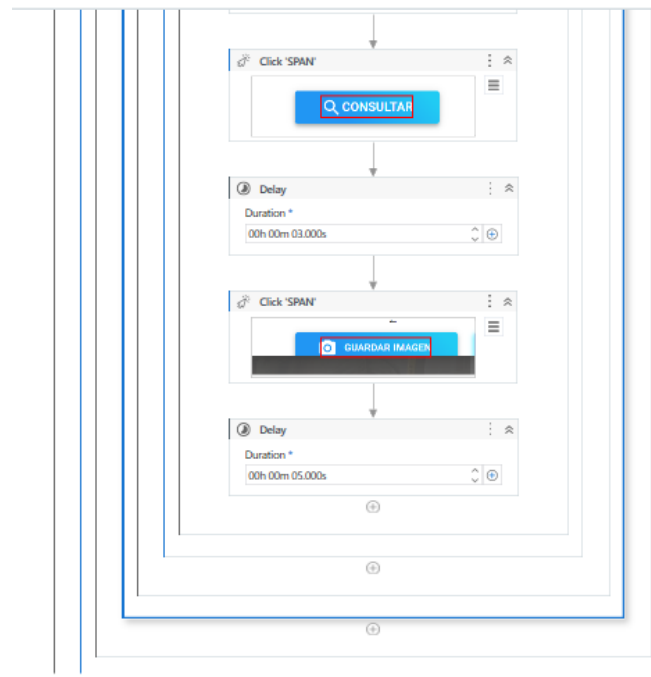 Click 'SPAN'
CONSULTAR
Delay
Duration *
00h 00m 03.000s
Click 'SPAN'
GUARDAR IMAGEN
Delay
Duration *
00h 00m 05.000s